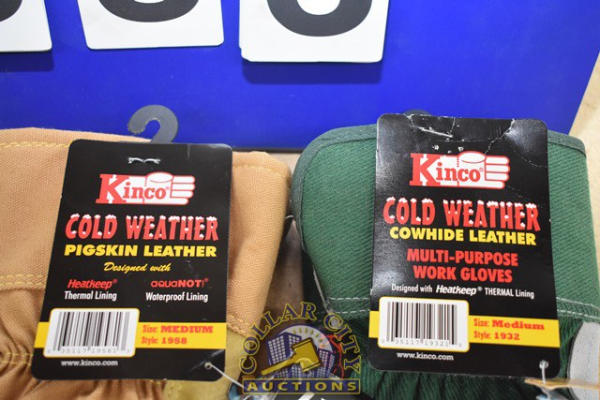 Kinco
COLD WEATHER
PIGSKIN LEATHER
Designed with
Heatkeep®
Thermal Lining
aquaNOT!
Waterproof Lining
Size: MEDIUM
Style: 1958
www.kinco.com
Kinco
COLD WEATHER
COWHIDE LEATHER
MULTI-PURPOSE
WORK GLOVES
Designed with Heatkeep® THERMAL Lining
Size: Medium
Style: 1932
www.kinco.com
COLLAR CITY
AUCTIONS